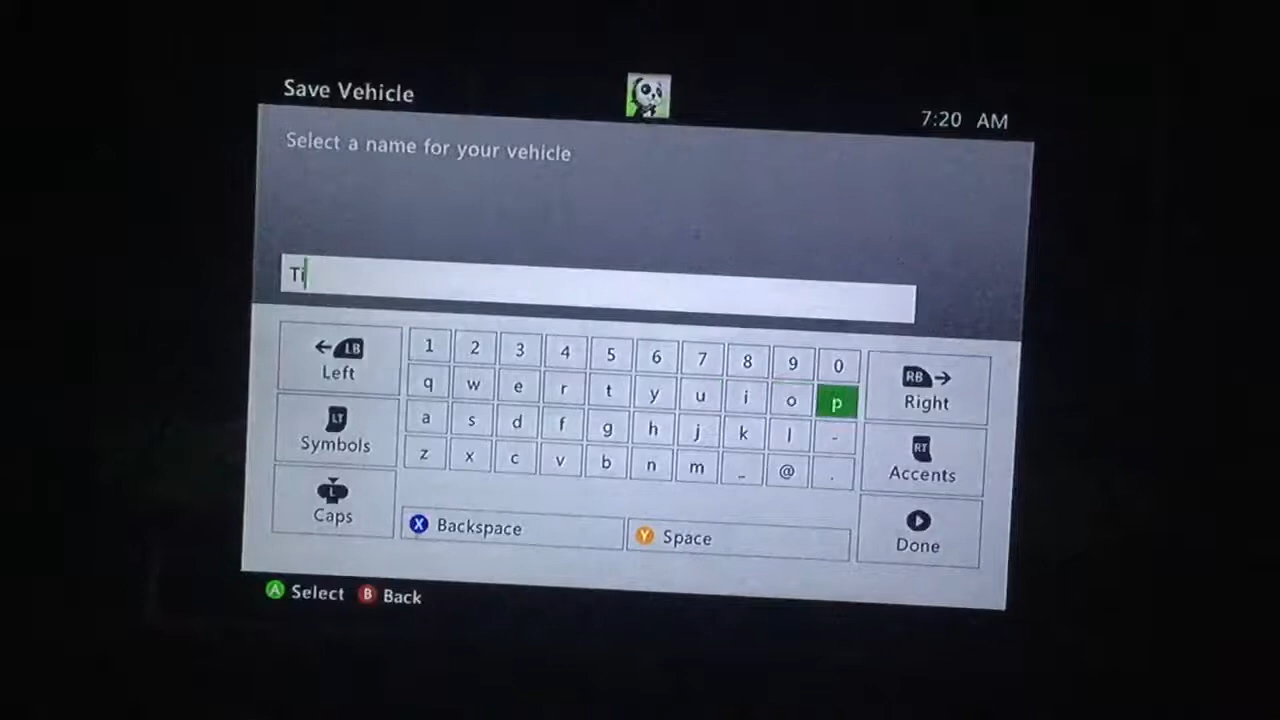 Save Vehicle
7:20 AM
Select a name for your vehicle
Ti
LB
Left
1 2 3 4 5 6 7 8 9 0
RB
Right
q w e r t y u i o p
LT
Symbols
a s d f g h j k l -
RT
Accents
z x c v b n m _ @ .
L
Caps
X Backspace
Y Space
Done
A Select B Back